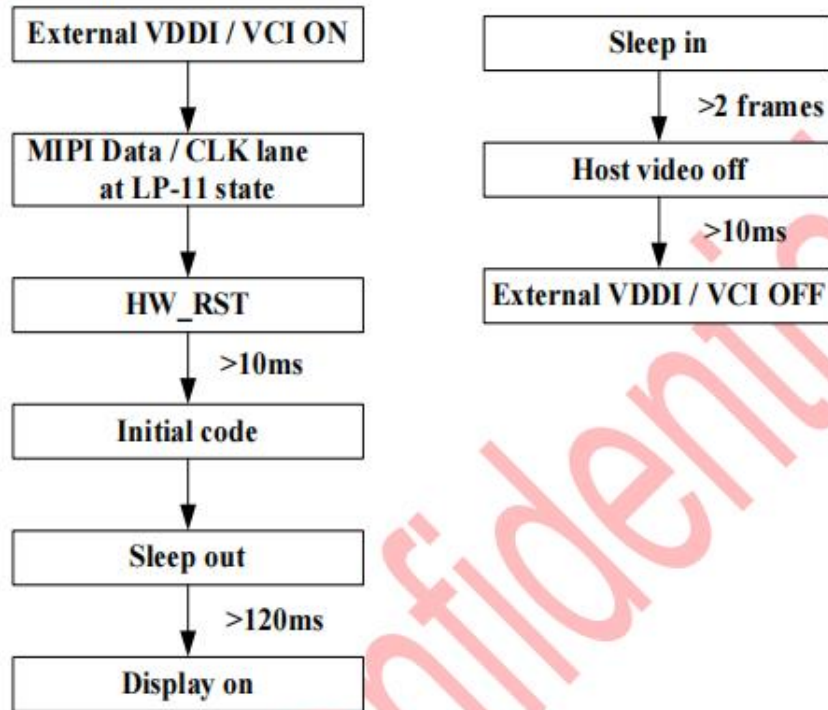 External VDDI / VCI ON
MIPI Data / CLK lane
at LP-11 state
HW_RST
>10ms
Initial code
Sleep out
>120ms
Display on
Sleep in
>2 frames
Host video off
>10ms
External VDDI / VCI OFF
nfidenti